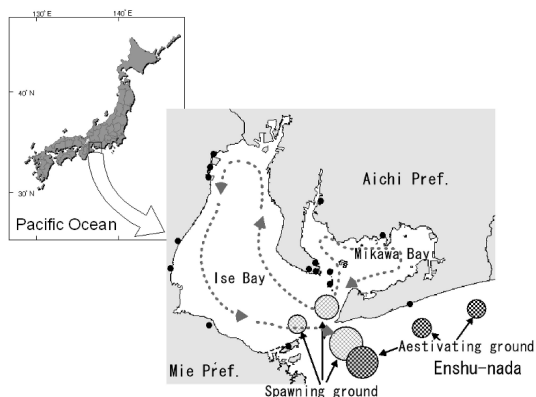 130˚E
140˚E
40˚N
30˚N
Pacific Ocean
Aichi Pref.
Mikawa Bay
Ise Bay
Aestivating ground
Enshu-nada
Mie Pref.
Spawning ground